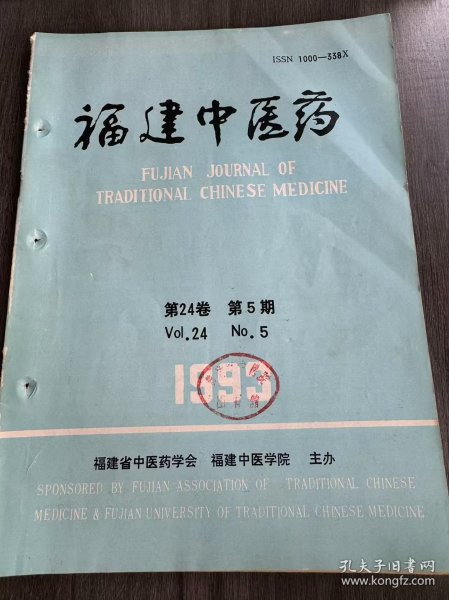 ISSN 1000—338X
福建中医药
FUJIAN JOURNAL OF
TRADITIONAL CHINESE MEDICINE
第24卷 第5期
Vol.24 No.5
1993
福建省中医药学会 福建中医学院 主办
SPONSORED BY FUJIAN ASSOCIATION OF TRADITIONAL CHINESE
MEDICINE & FUJIAN UNIVERSITY OF TRADITIONAL CHINESE MEDICINE
孔夫子旧书网
www.kongfz.com